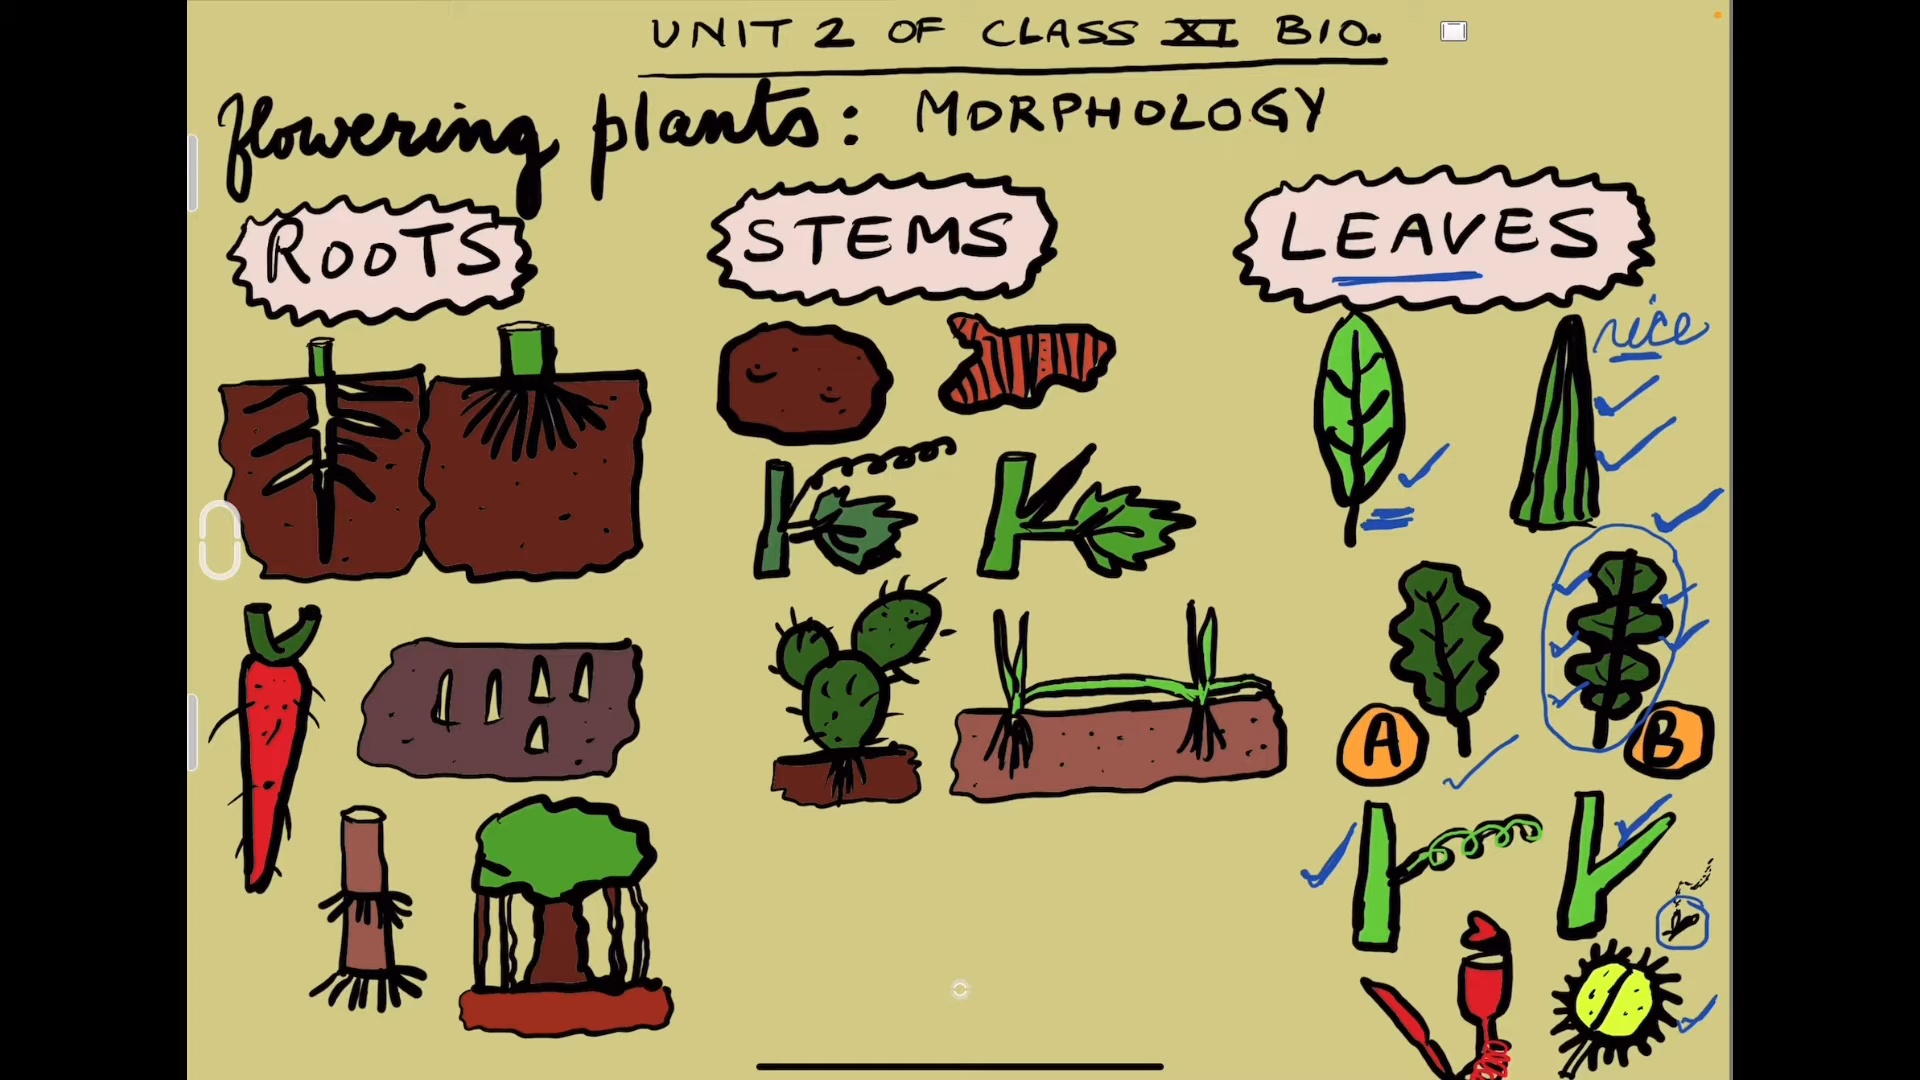 UNIT 2 OF CLASS XI BIO.
flowering plants: MORPHOLOGY
ROOTS
STEMS
LEAVES
rice
A
B